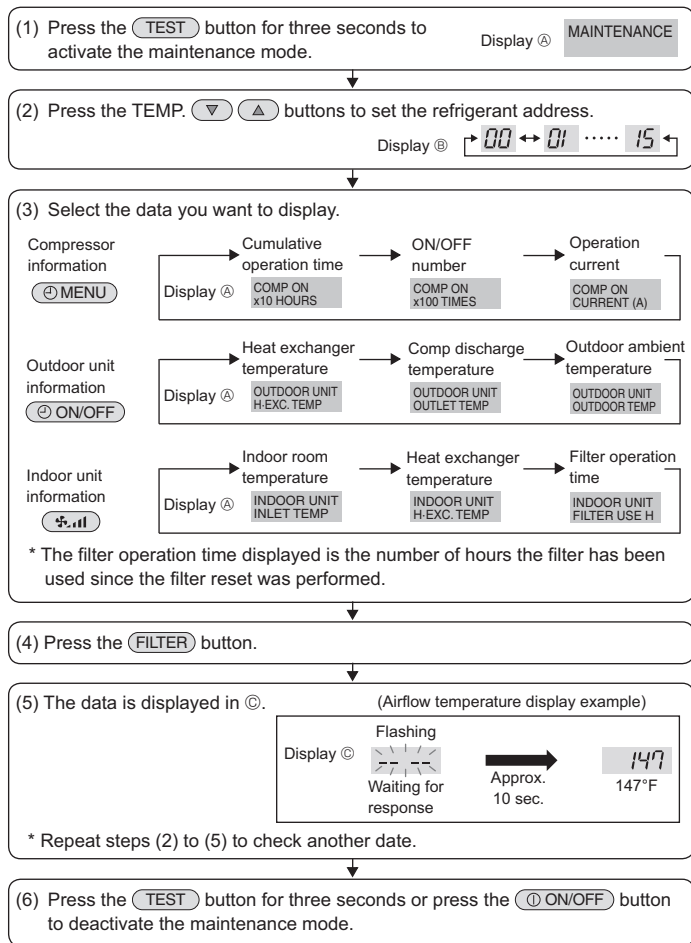 (1) Press the TEST button for three seconds to
activate the maintenance mode.
Display Ⓐ
MAINTENANCE
(2) Press the TEMP. ▽ △ buttons to set the refrigerant address.
Display Ⓑ 00 ↔ 01 ····· 15
(3) Select the data you want to display.
Compressor
information
MENU
Display Ⓐ
Cumulative
operation time
COMP ON
x10 HOURS
ON/OFF
number
COMP ON
x100 TIMES
Operation
current
COMP ON
CURRENT (A)
Outdoor unit
information
ON/OFF
Display Ⓐ
Heat exchanger
temperature
OUTDOOR UNIT
H·EXC. TEMP
Comp discharge
temperature
OUTDOOR UNIT
OUTLET TEMP
Outdoor ambient
temperature
OUTDOOR UNIT
OUTDOOR TEMP
Indoor unit
information
Display Ⓐ
Indoor room
temperature
INDOOR UNIT
INLET TEMP
Heat exchanger
temperature
INDOOR UNIT
H·EXC. TEMP
Filter operation
time
INDOOR UNIT
FILTER USE H
* The filter operation time displayed is the number of hours the filter has been
used since the filter reset was performed.
(4) Press the FILTER button.
(5) The data is displayed in Ⓒ.
(Airflow temperature display example)
Display Ⓒ
Flashing
-- --
Waiting for
response
Approx.
10 sec.
147
147°F
* Repeat steps (2) to (5) to check another date.
(6) Press the TEST button for three seconds or press the ON/OFF button
to deactivate the maintenance mode.